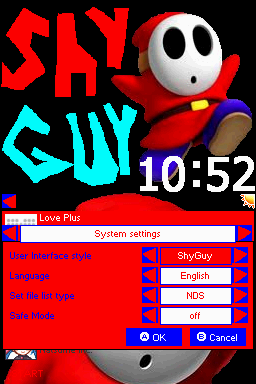 SHY
GUY
10:52
Love Plus
System settings
User Interface style
ShyGuy
Language
English
Set file list type
NDS
Safe Mode
off
A OK
B Cancel